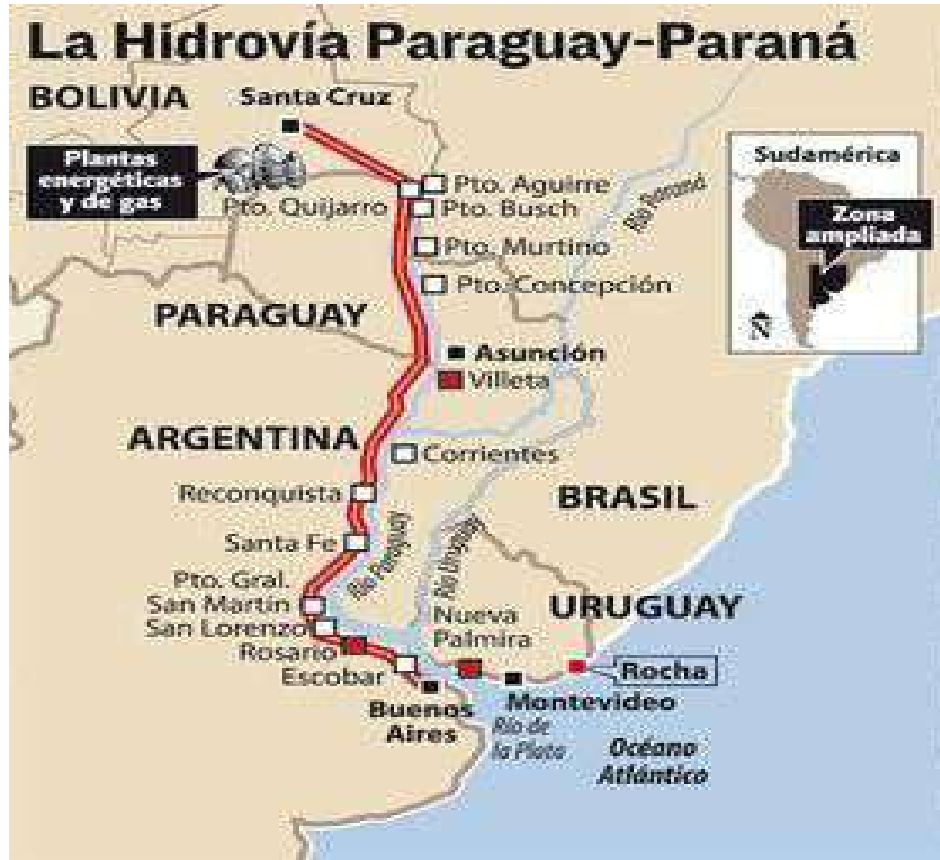 La Hidrovía Paraguay-Paraná
BOLIVIA
Santa Cruz
Plantas
energéticas
y de gas
Pto. Quijarro
Pto. Aguirre
Pto. Busch
Pto. Murtino
Pto. Concepción
Río Paraná
Sudamérica
Zona
ampliada
N
PARAGUAY
Asunción
Villeta
ARGENTINA
Corrientes
Reconquista
BRASIL
Santa Fe
Río Paraguay
Río Uruguay
Pto. Gral.
San Martín
San Lorenzo
Rosario
Escobar
Nueva
Palmira
URUGUAY
Rocha
Buenos
Aires
Montevideo
Río de
la Plata
Océano
Atlántico